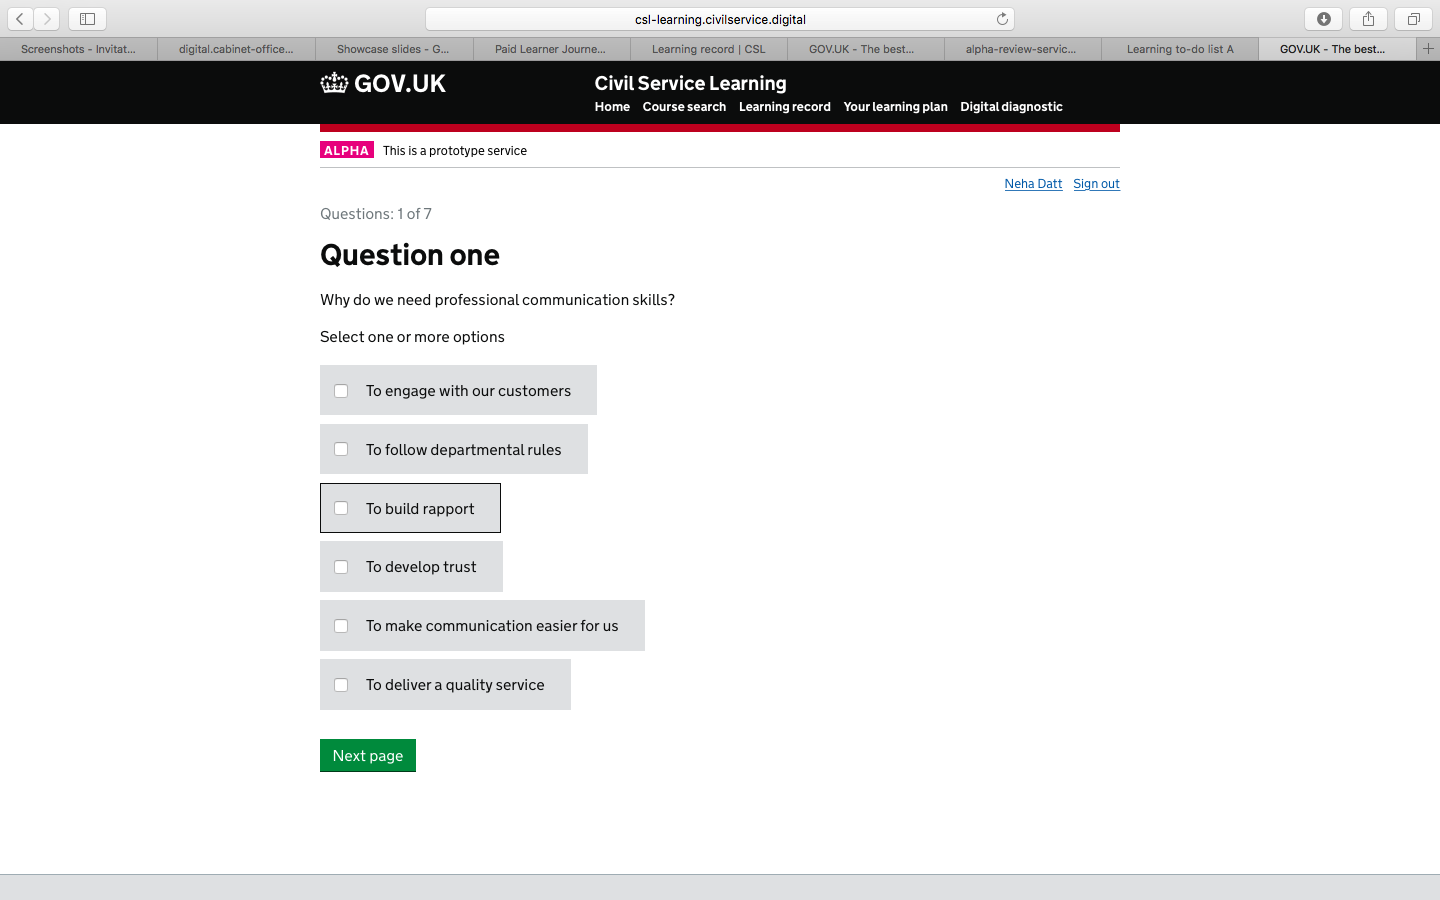 csl-learning.civilservice.digital
Screenshots - Invitat...
digital.cabinet-office...
Showcase slides - G...
Paid Learner Journe...
Learning record | CSL
GOV.UK - The best...
alpha-review-servic...
Learning to-do list A
GOV.UK - The best...
GOV.UK
Civil Service Learning
Home Course search Learning record Your learning plan Digital diagnostic
ALPHA This is a prototype service
Neha Datt Sign out
Questions: 1 of 7
Question one
Why do we need professional communication skills?
Select one or more options
To engage with our customers
To follow departmental rules
To build rapport
To develop trust
To make communication easier for us
To deliver a quality service
Next page